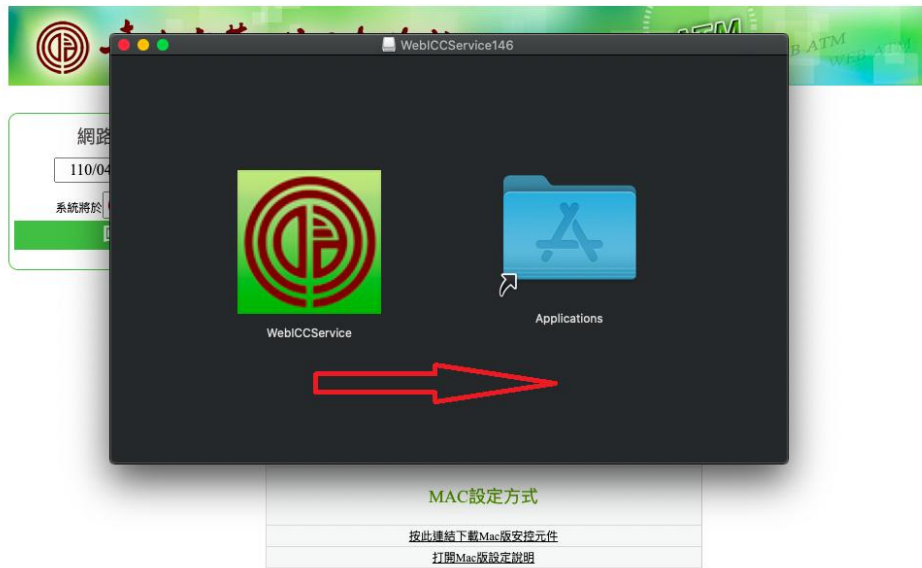 WebICCService146
ATM
WEB ATM
網路
110/04
系統將於
WebICCService
Applications
MAC設定方式
按此連結下載Mac版安控元件
打開Mac版設定說明